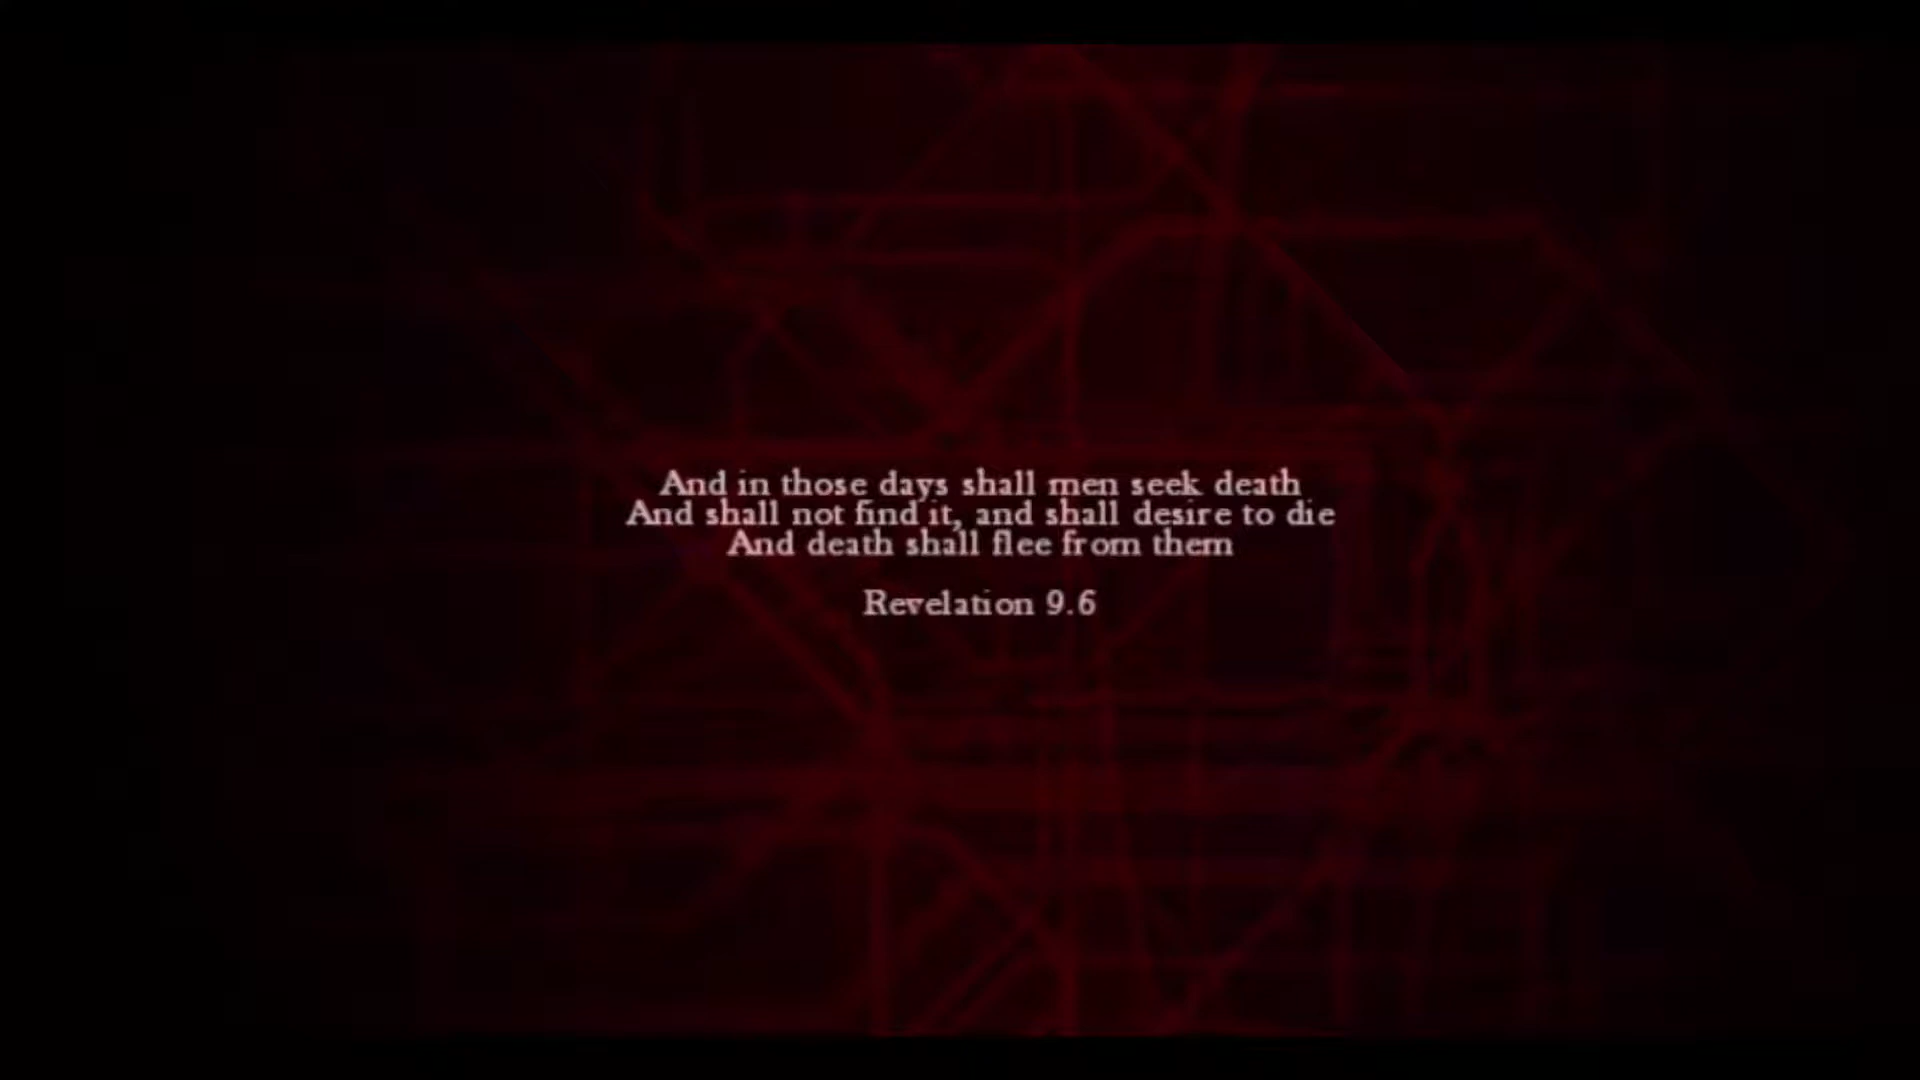 And in those days shall men seek death
And shall not find it, and shall desire to die
And death shall flee from them
Revelation 9.6